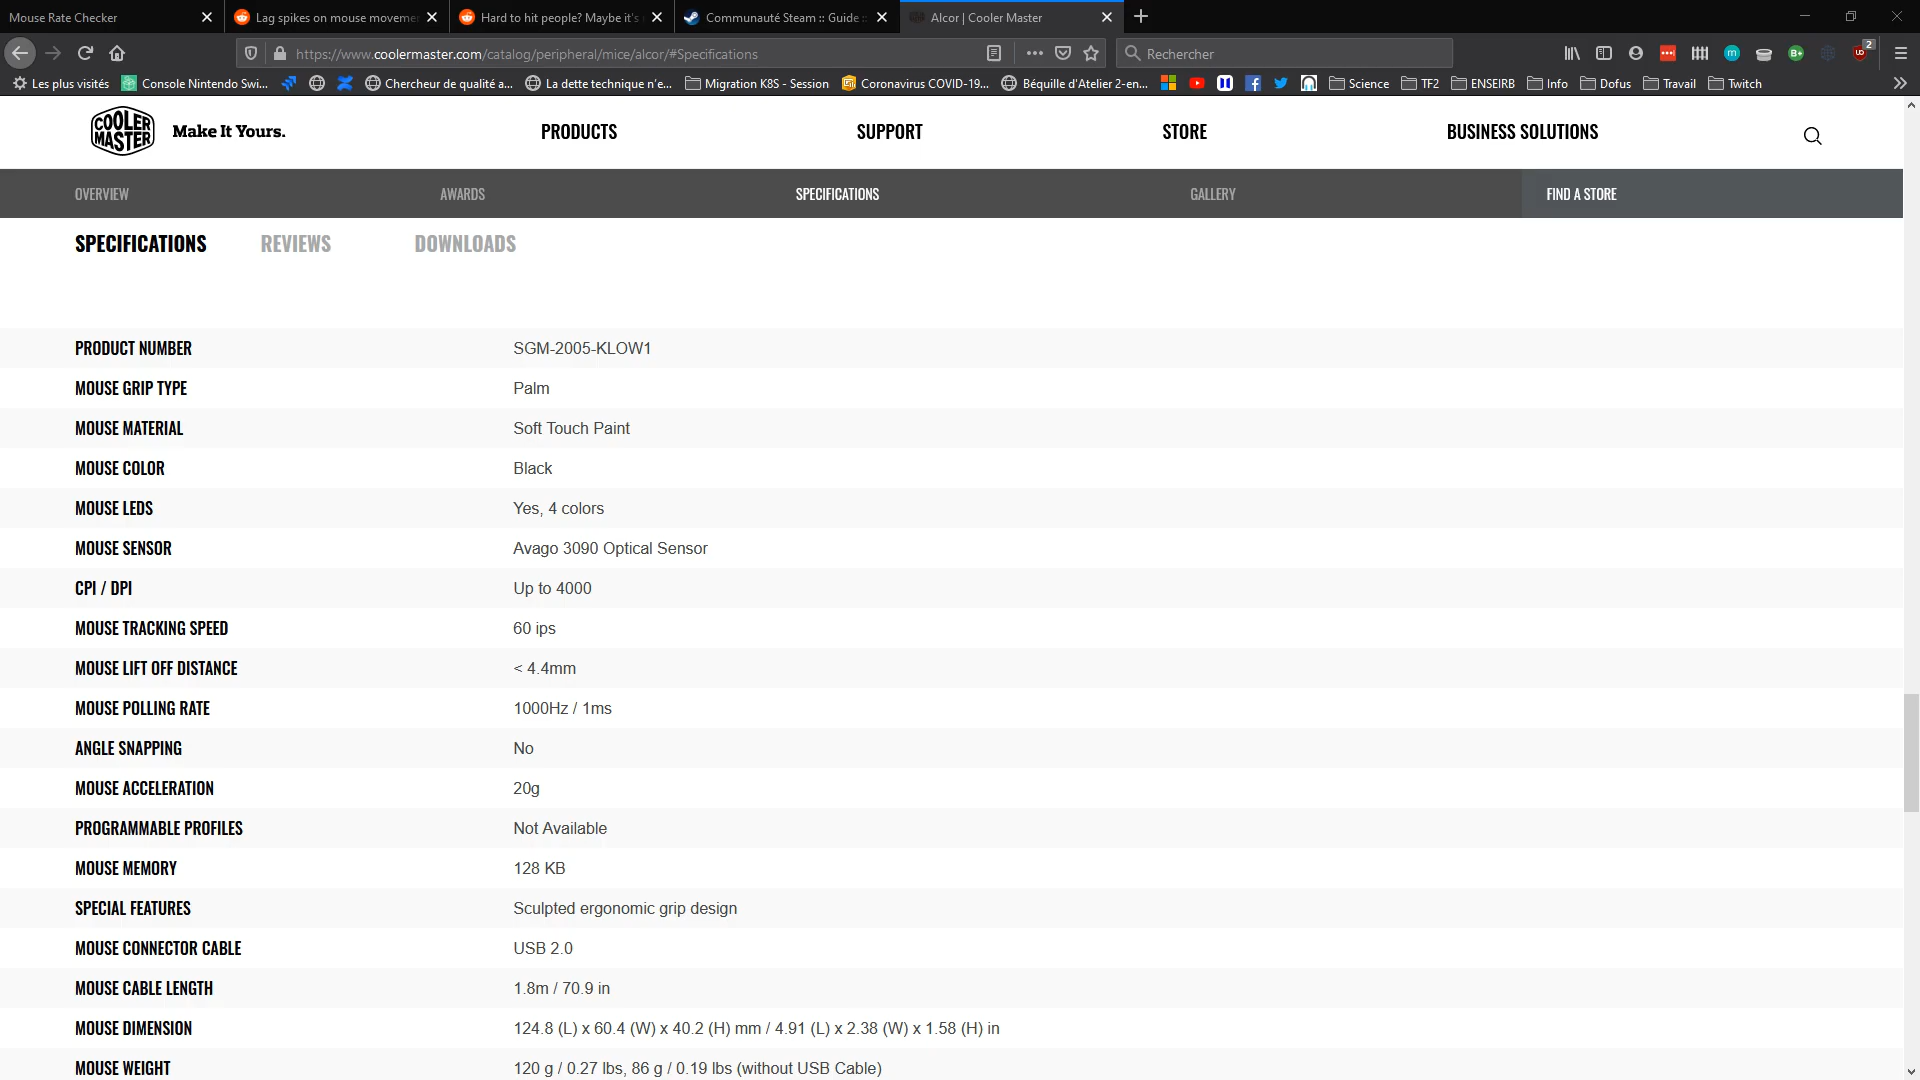 Mouse Rate Checker
Lag spikes on mouse moveme
Hard to hit people? Maybe it's
Communauté Steam :: Guide ::
Alcor | Cooler Master
https://www.coolermaster.com/catalog/peripheral/mice/alcor/#Specifications
Rechercher
2
Les plus visités
Console Nintendo Swi...
Chercheur de qualité a...
La dette technique n'e...
Migration K8S - Session
Coronavirus COVID-19...
Béquille d'Atelier 2-en...
Science
TF2
ENSEIRB
Info
Dofus
Travail
Twitch
COOLER MASTER
Make It Yours.
PRODUCTS
SUPPORT
STORE
BUSINESS SOLUTIONS
OVERVIEW
AWARDS
SPECIFICATIONS
GALLERY
FIND A STORE
SPECIFICATIONS
REVIEWS
DOWNLOADS
PRODUCT NUMBER SGM-2005-KLOW1
MOUSE GRIP TYPE Palm
MOUSE MATERIAL Soft Touch Paint
MOUSE COLOR Black
MOUSE LEDS Yes, 4 colors
MOUSE SENSOR Avago 3090 Optical Sensor
CPI / DPI Up to 4000
MOUSE TRACKING SPEED 60 ips
MOUSE LIFT OFF DISTANCE < 4.4mm
MOUSE POLLING RATE 1000Hz / 1ms
ANGLE SNAPPING No
MOUSE ACCELERATION 20g
PROGRAMMABLE PROFILES Not Available
MOUSE MEMORY 128 KB
SPECIAL FEATURES Sculpted ergonomic grip design
MOUSE CONNECTOR CABLE USB 2.0
MOUSE CABLE LENGTH 1.8m / 70.9 in
MOUSE DIMENSION 124.8 (L) x 60.4 (W) x 40.2 (H) mm / 4.91 (L) x 2.38 (W) x 1.58 (H) in
MOUSE WEIGHT 120 g / 0.27 lbs, 86 g / 0.19 lbs (without USB Cable)